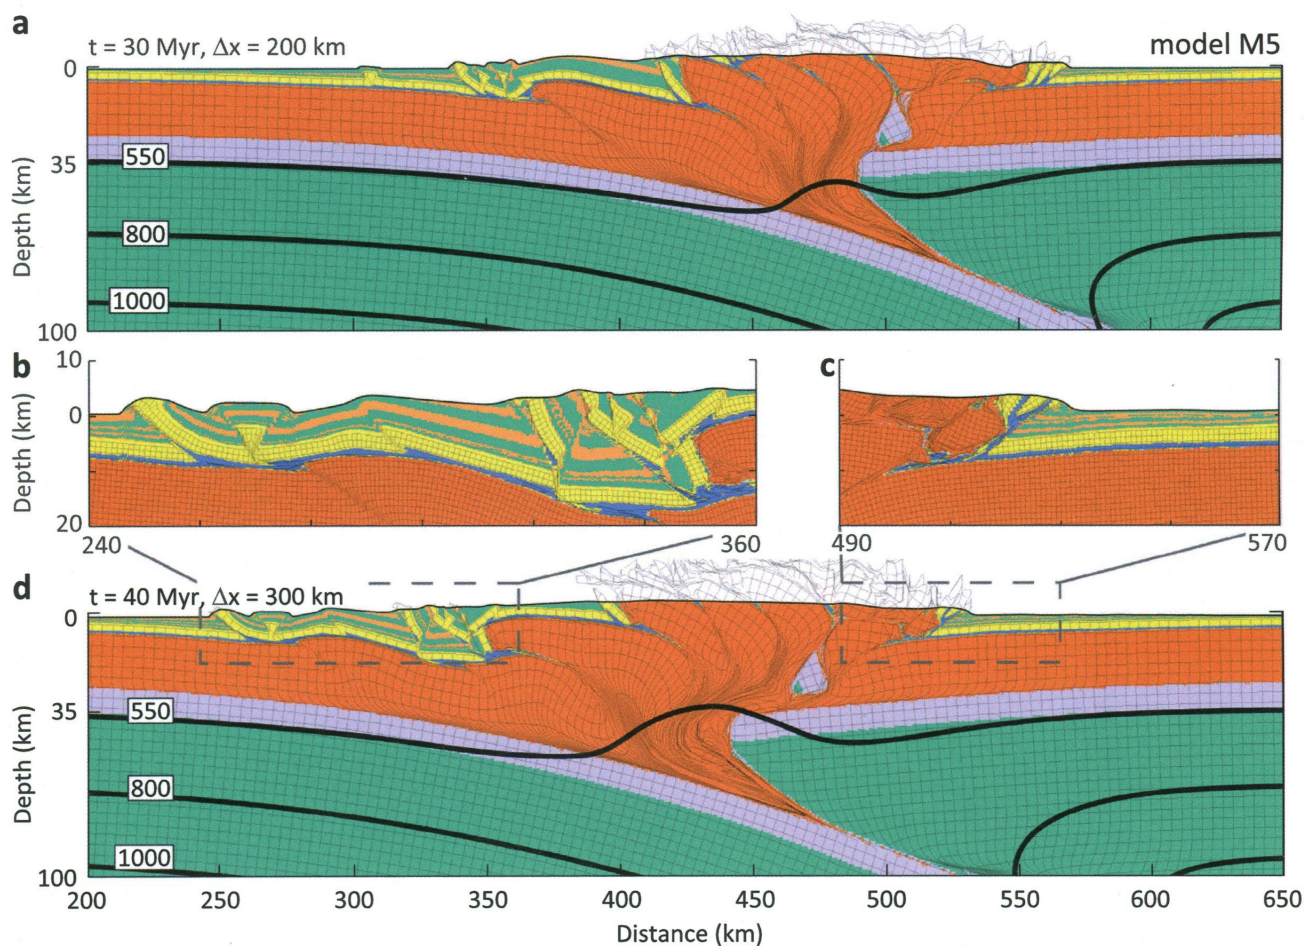 a
t = 30 Myr, Δx = 200 km
model M5
0
35
100
Depth (km)
550
800
1000
b
10
0
20
Depth (km)
240
360
c
490
570
d
t = 40 Myr, Δx = 300 km
0
35
100
Depth (km)
550
800
1000
200 250 300 350 400 450 500 550 600 650
Distance (km)